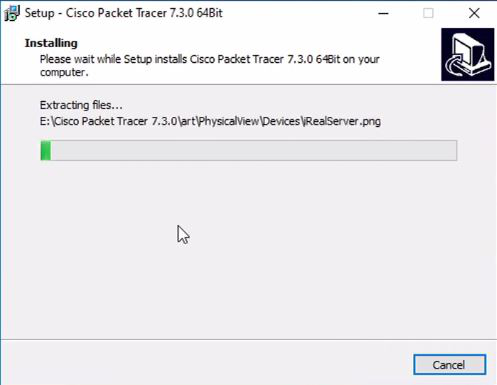 Setup - Cisco Packet Tracer 7.3.0 64Bit
Installing
Please wait while Setup installs Cisco Packet Tracer 7.3.0 64Bit on your
computer.
Extracting files...
E:\Cisco Packet Tracer 7.3.0\art\PhysicalView\Devices\iRealServer.png
Cancel